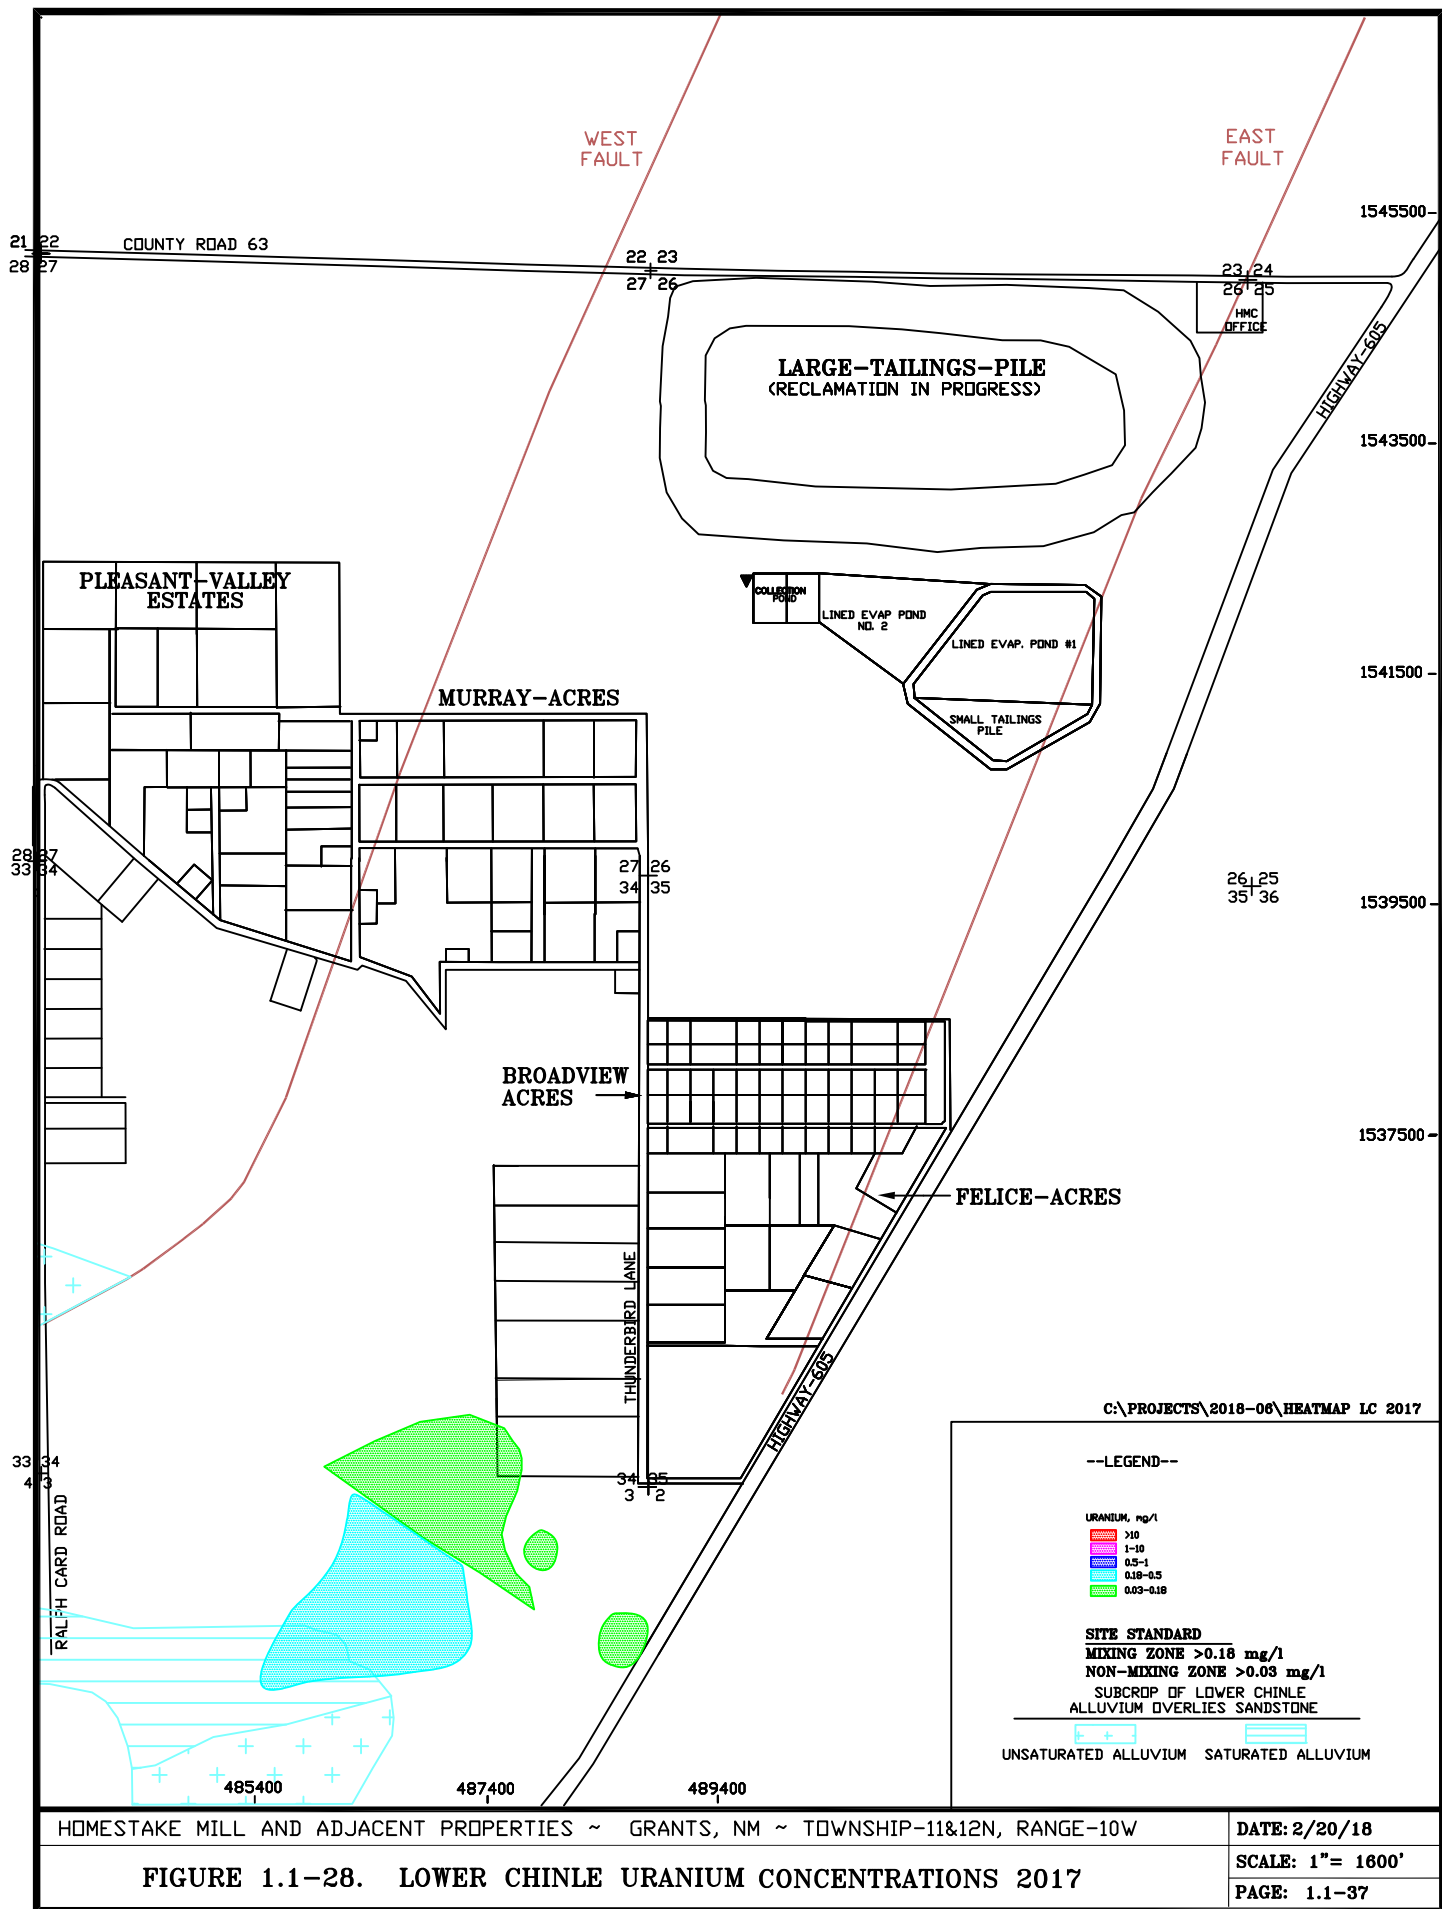 WEST
FAULT
EAST
FAULT
1545500
21 22
28 27
COUNTY ROAD 63
22 23
27 26
23 24
26 25
HMC
OFFICE
HIGHWAY-605
LARGE-TAILINGS-PILE
(RECLAMATION IN PROGRESS)
1543500
PLEASANT-VALLEY
ESTATES
COLLECTION
POND
LINED EVAP POND
NO. 2
LINED EVAP. POND #1
1541500
MURRAY-ACRES
SMALL TAILINGS
PILE
28 27
33 34
27 26
34 35
26 25
35 36
1539500
BROADVIEW
ACRES
1537500
FELICE-ACRES
THUNDERBIRD LANE
HIGHWAY-605
C:\PROJECTS\2018-06\HEATMAP LC 2017
33 34
4 3
34 35
3 2
RALPH CARD ROAD
--LEGEND--
URANIUM, mg/l
>10
1-10
0.5-1
0.18-0.5
0.03-0.18
SITE STANDARD
MIXING ZONE >0.18 mg/l
NON-MIXING ZONE >0.03 mg/l
SUBCROP OF LOWER CHINLE
ALLUVIUM OVERLIES SANDSTONE
UNSATURATED ALLUVIUM SATURATED ALLUVIUM
485400
487400
489400
HOMESTAKE MILL AND ADJACENT PROPERTIES ~ GRANTS, NM ~ TOWNSHIP-11&12N, RANGE-10W
DATE: 2/20/18
FIGURE 1.1-28. LOWER CHINLE URANIUM CONCENTRATIONS 2017
SCALE: 1"= 1600'
PAGE: 1.1-37